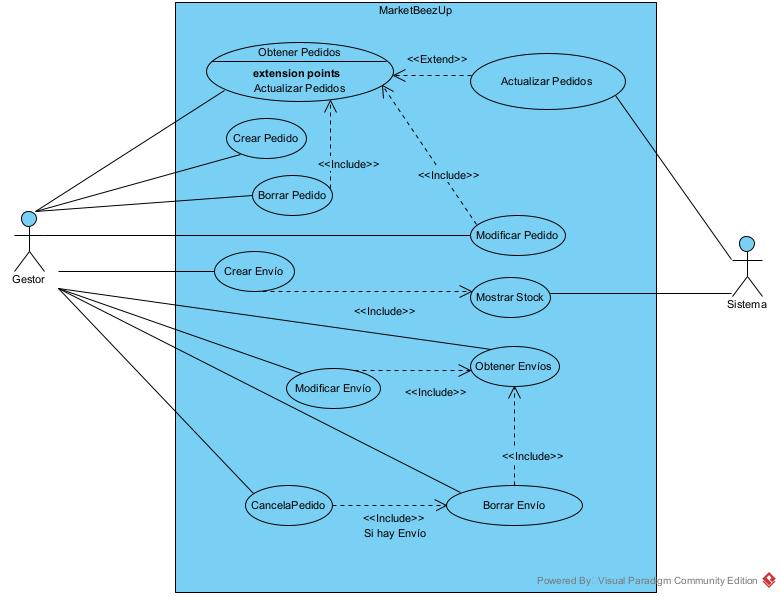 MarketBeezUp
Obtener Pedidos
extension points
Actualizar Pedidos
<<Extend>>
Actualizar Pedidos
Crear Pedido
<<Include>>
<<Include>>
Borrar Pedido
Modificar Pedido
Gestor
Crear Envío
Mostrar Stock
Sistema
<<Include>>
Obtener Envíos
Modificar Envío
<<Include>>
<<Include>>
CancelaPedido
Borrar Envío
<<Include>>
Si hay Envío
Powered By: Visual Paradigm Community Edition